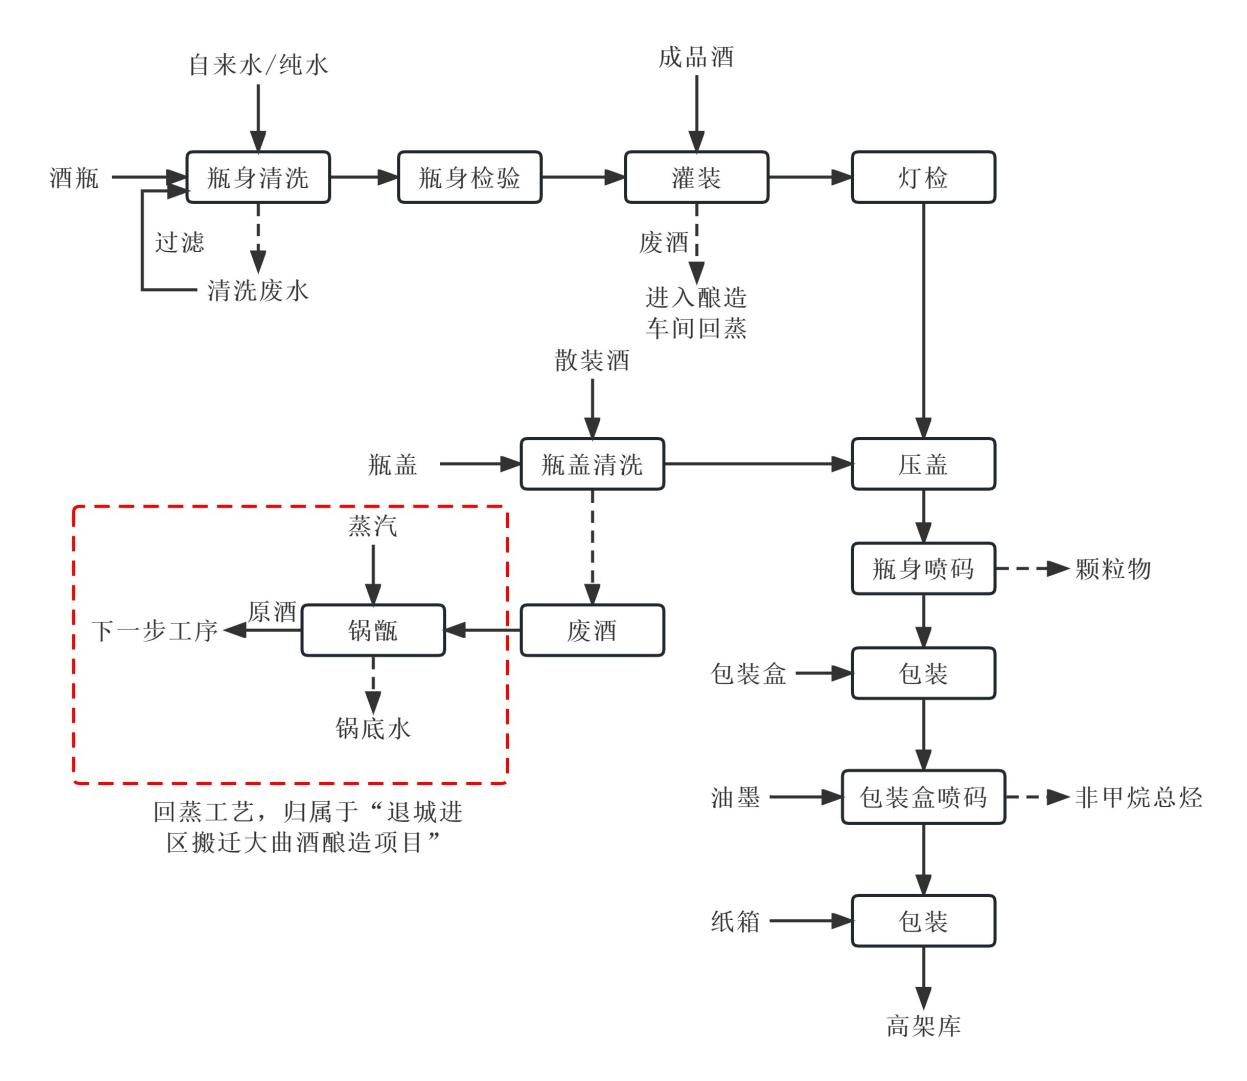 自来水/纯水
成品酒
酒瓶
瓶身清洗
瓶身检验
灌装
灯检
过滤
清洗废水
废酒
进入酿造
车间回蒸
散装酒
瓶盖
瓶盖清洗
压盖
蒸汽
瓶身喷码
颗粒物
下一步工序
原酒
锅甑
废酒
锅底水
包装盒
包装
油墨
包装盒喷码
非甲烷总烃
回蒸工艺，归属于“退城进
区搬迁大曲酒酿造项目”
纸箱
包装
高架库